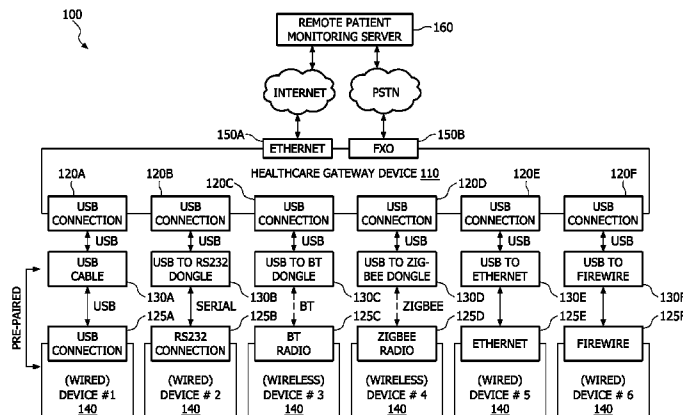 100
REMOTE PATIENT
MONITORING SERVER
160
INTERNET
PSTN
150A
150B
ETHERNET
FXO
HEALTHCARE GATEWAY DEVICE 110
120A
120B
120C
120D
120E
120F
USB CONNECTION
USB CONNECTION
USB CONNECTION
USB CONNECTION
USB CONNECTION
USB CONNECTION
USB
USB
USB
USB
USB
USB
USB CABLE
USB TO RS232 DONGLE
USB TO BT DONGLE
USB TO ZIG-BEE DONGLE
USB TO ETHERNET
USB TO FIREWIRE
PRE-PAIRED
130A
130B
130C
130D
130E
130F
USB
SERIAL
BT
ZIGBEE
125A
125B
125C
125D
125E
125F
USB CONNECTION
RS232 CONNECTION
BT RADIO
ZIGBEE RADIO
ETHERNET
FIREWIRE
(WIRED) DEVICE #1 140
(WIRED) DEVICE # 2 140
(WIRELESS) DEVICE # 3 140
(WIRELESS) DEVICE # 4 140
(WIRED) DEVICE # 5 140
(WIRED) DEVICE # 6 140